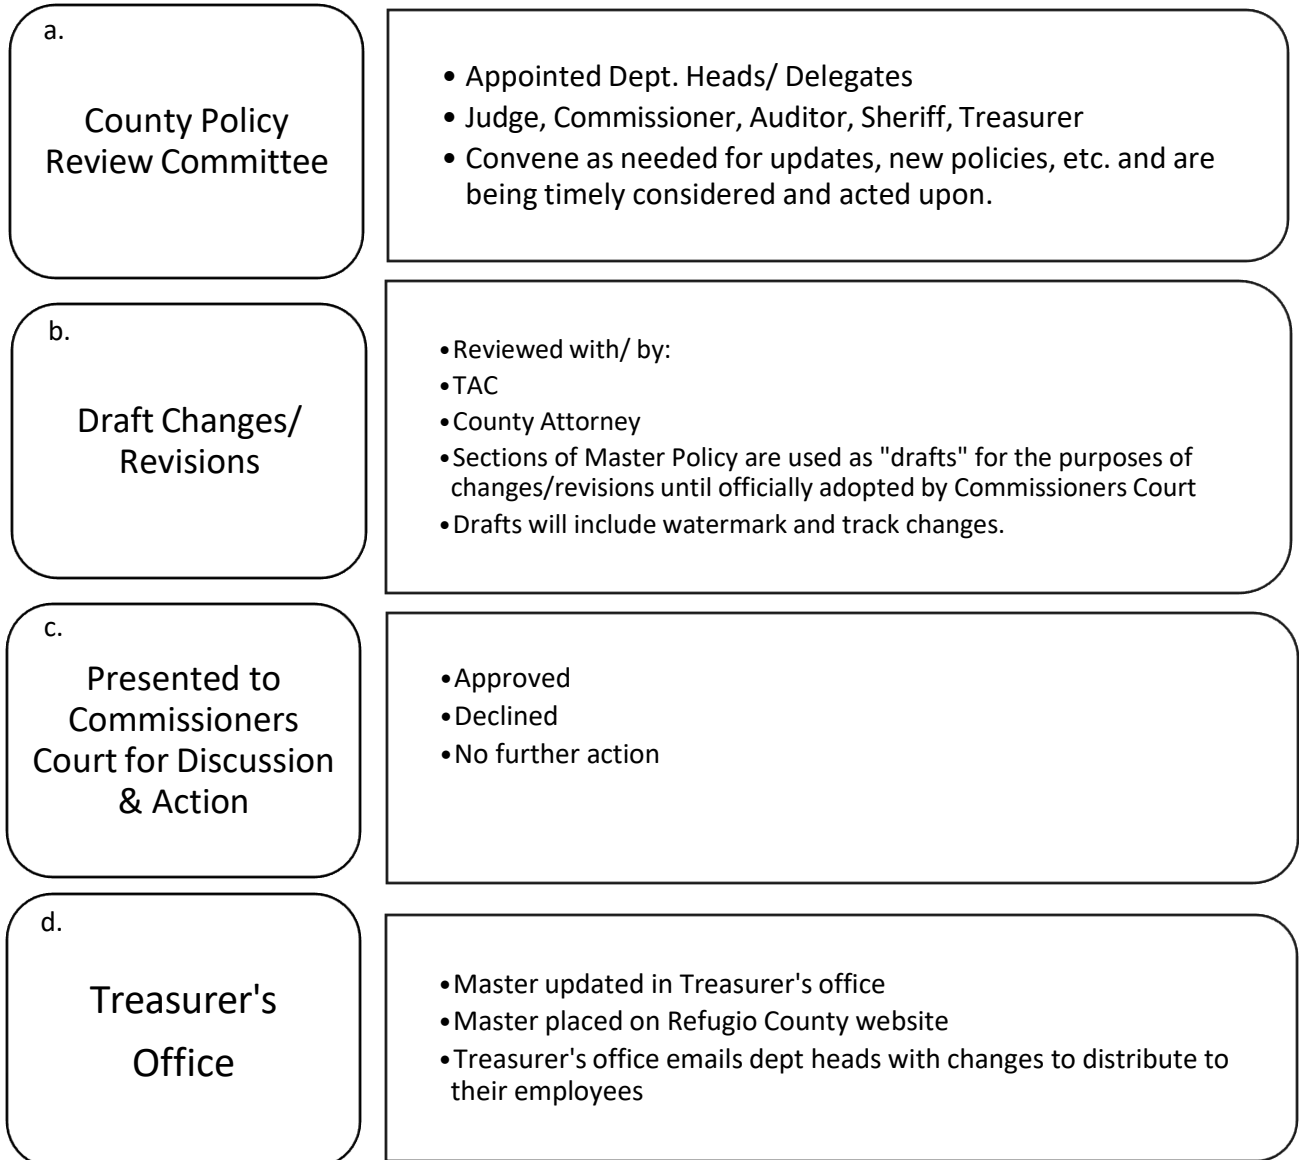 a.
County Policy
Review Committee
• Appointed Dept. Heads/ Delegates
• Judge, Commissioner, Auditor, Sheriff, Treasurer
• Convene as needed for updates, new policies, etc. and are
being timely considered and acted upon.
b.
Draft Changes/
Revisions
•Reviewed with/ by:
•TAC
•County Attorney
•Sections of Master Policy are used as "drafts" for the purposes of
changes/revisions until officially adopted by Commissioners Court
•Drafts will include watermark and track changes.
c.
Presented to
Commissioners
Court for Discussion
& Action
•Approved
•Declined
•No further action
d.
Treasurer's
Office
•Master updated in Treasurer's office
•Master placed on Refugio County website
•Treasurer's office emails dept heads with changes to distribute to
their employees